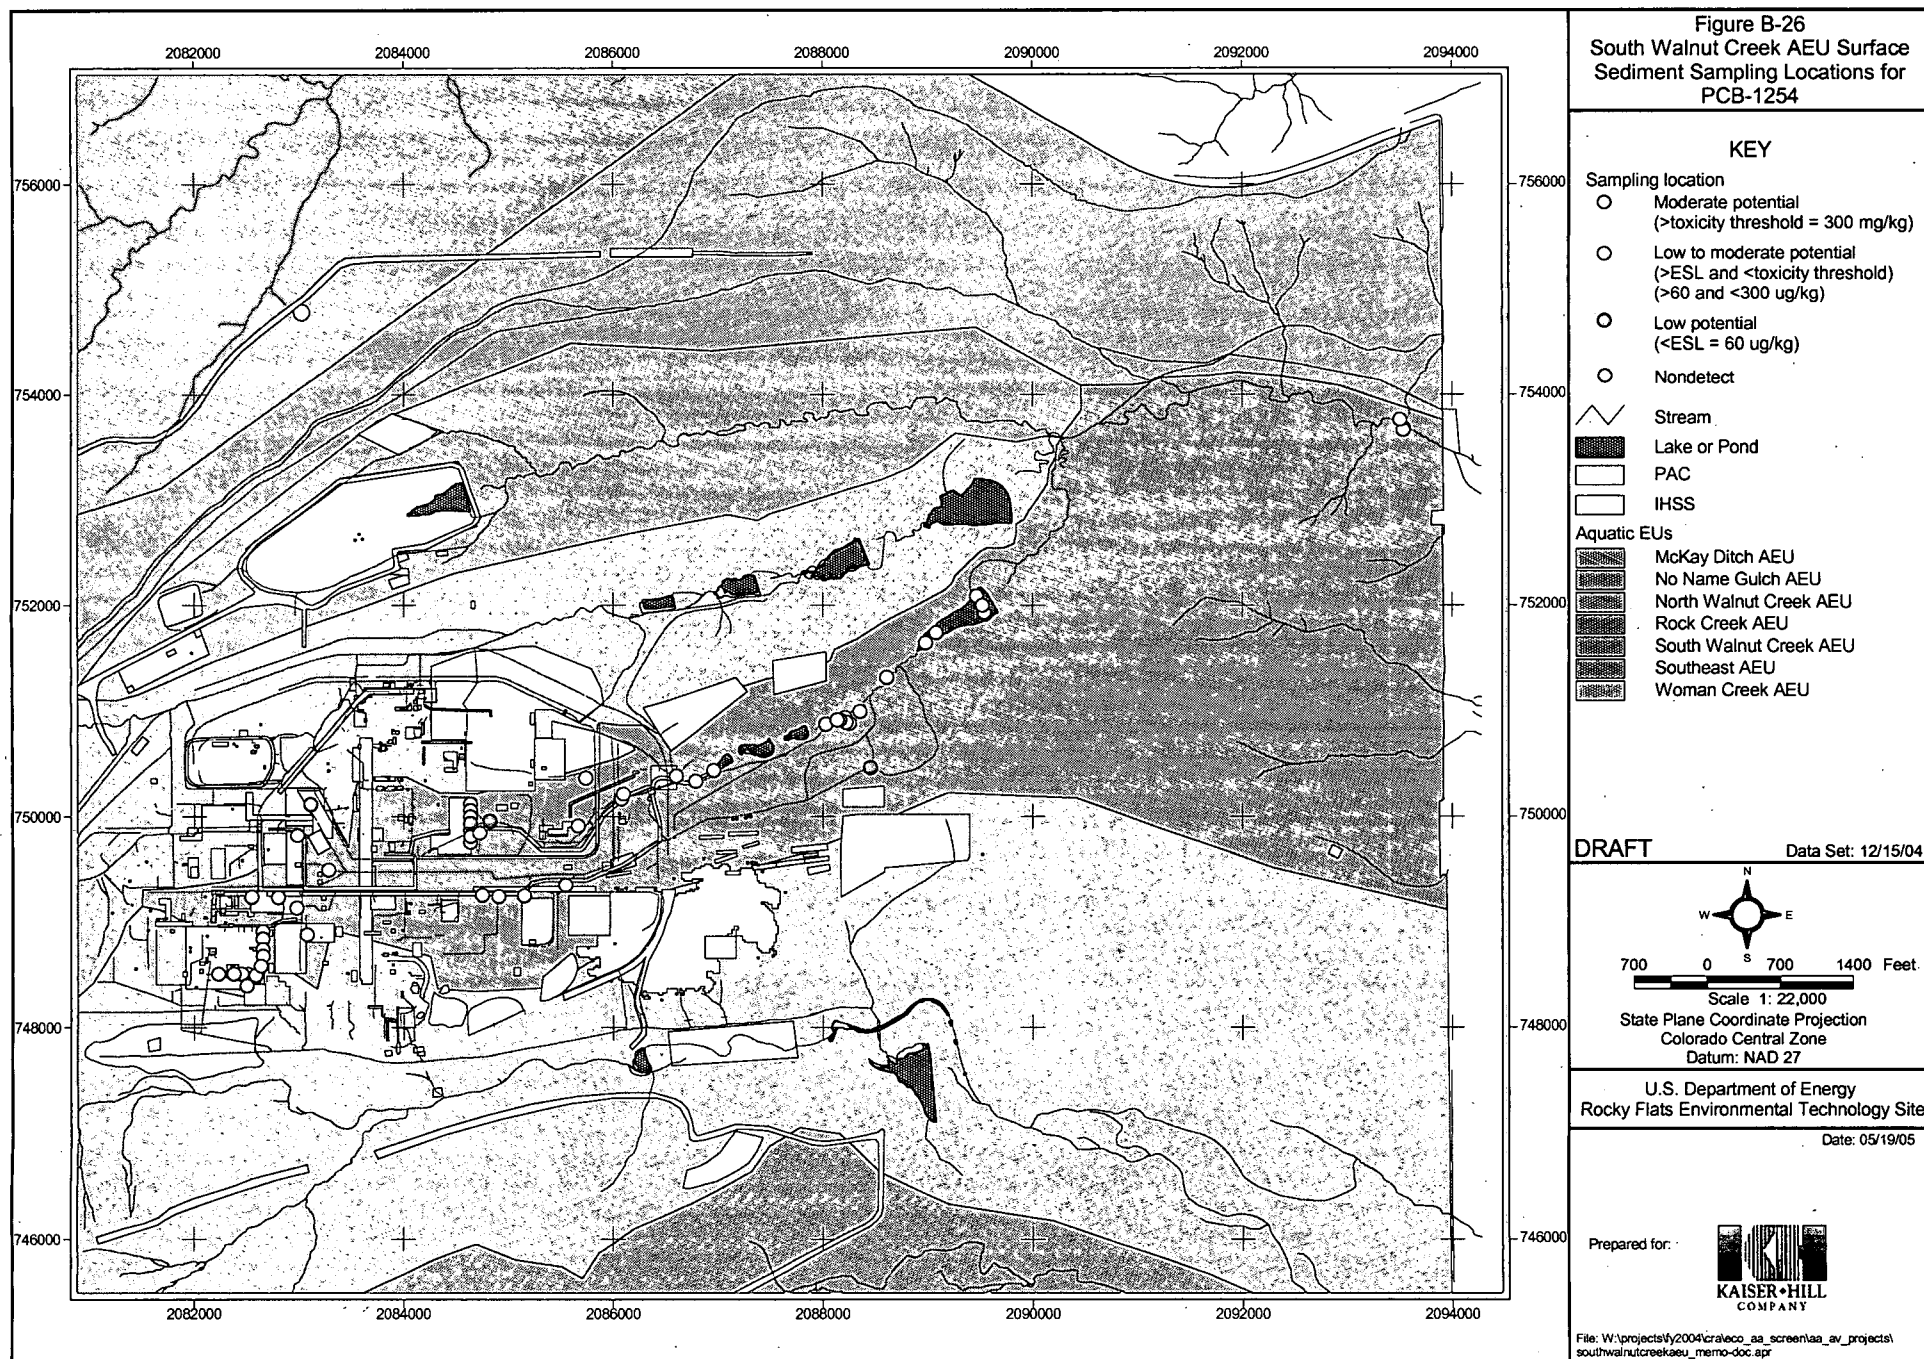 Figure B-26
South Walnut Creek AEU Surface
Sediment Sampling Locations for
PCB-1254
KEY
Sampling location
Moderate potential
(>toxicity threshold = 300 mg/kg)
Low to moderate potential
(>ESL and <toxicity threshold)
(>60 and <300 ug/kg)
Low potential
(<ESL = 60 ug/kg)
Nondetect
Stream
Lake or Pond
PAC
IHSS
Aquatic EUs
McKay Ditch AEU
No Name Gulch AEU
North Walnut Creek AEU
Rock Creek AEU
South Walnut Creek AEU
Southeast AEU
Woman Creek AEU
DRAFT
Data Set: 12/15/04
N
W E
S
700 0 700 1400 Feet
Scale 1: 22,000
State Plane Coordinate Projection
Colorado Central Zone
Datum: NAD 27
U.S. Department of Energy
Rocky Flats Environmental Technology Site
Date: 05/19/05
Prepared for:
KAISER•HILL
COMPANY
File: W:\projects\fy2004\cra\eco_aa_screen\aa_av_projects\
southwalnutcreekaeu_memo-doc.apr
2082000 2084000 2086000 2088000 2090000 2092000 2094000
756000 756000
754000 754000
752000 752000
750000 750000
748000 748000
746000 746000
2082000 2084000 2086000 2088000 2090000 2092000 2094000